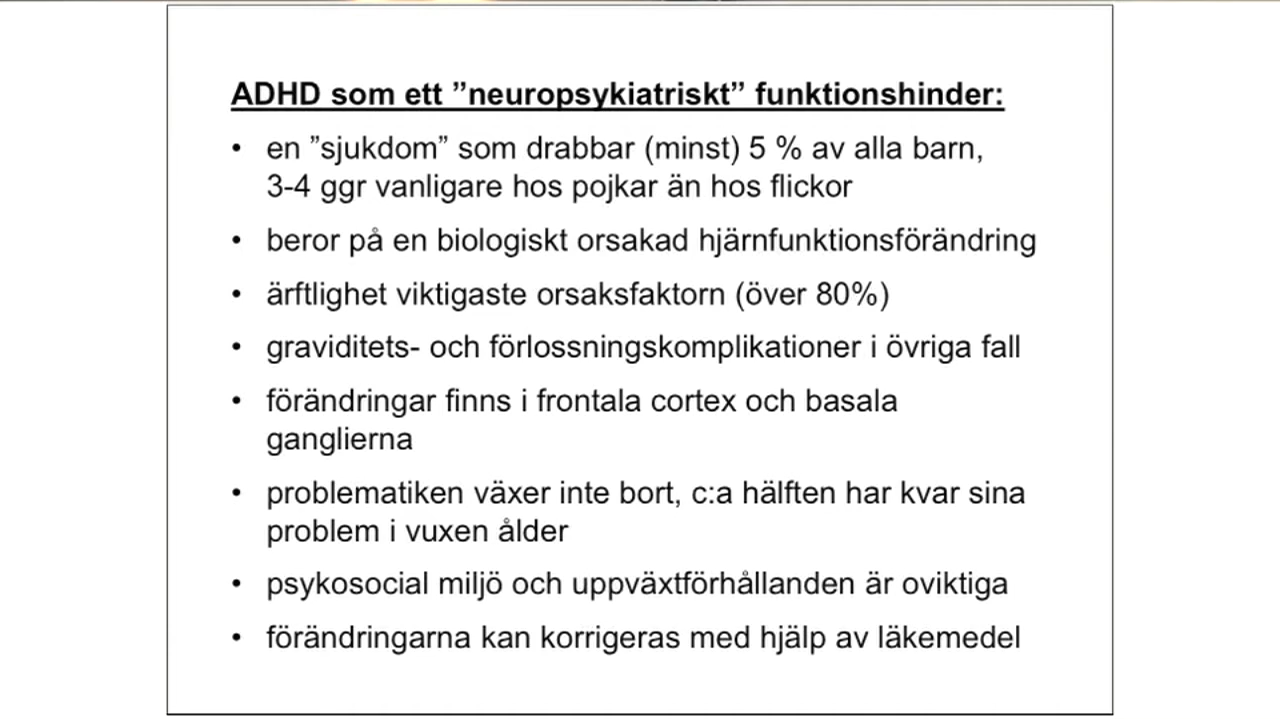 ADHD som ett ”neuropsykiatriskt” funktionshinder:
• en ”sjukdom” som drabbar (minst) 5 % av alla barn,
3-4 ggr vanligare hos pojkar än hos flickor
• beror på en biologiskt orsakad hjärnfunktionsförändring
• ärftlighet viktigaste orsaksfaktorn (över 80%)
• graviditets- och förlossningskomplikationer i övriga fall
• förändringar finns i frontala cortex och basala
ganglierna
• problematiken växer inte bort, c:a hälften har kvar sina
problem i vuxen ålder
• psykosocial miljö och uppväxtförhållanden är oviktiga
• förändringarna kan korrigeras med hjälp av läkemedel